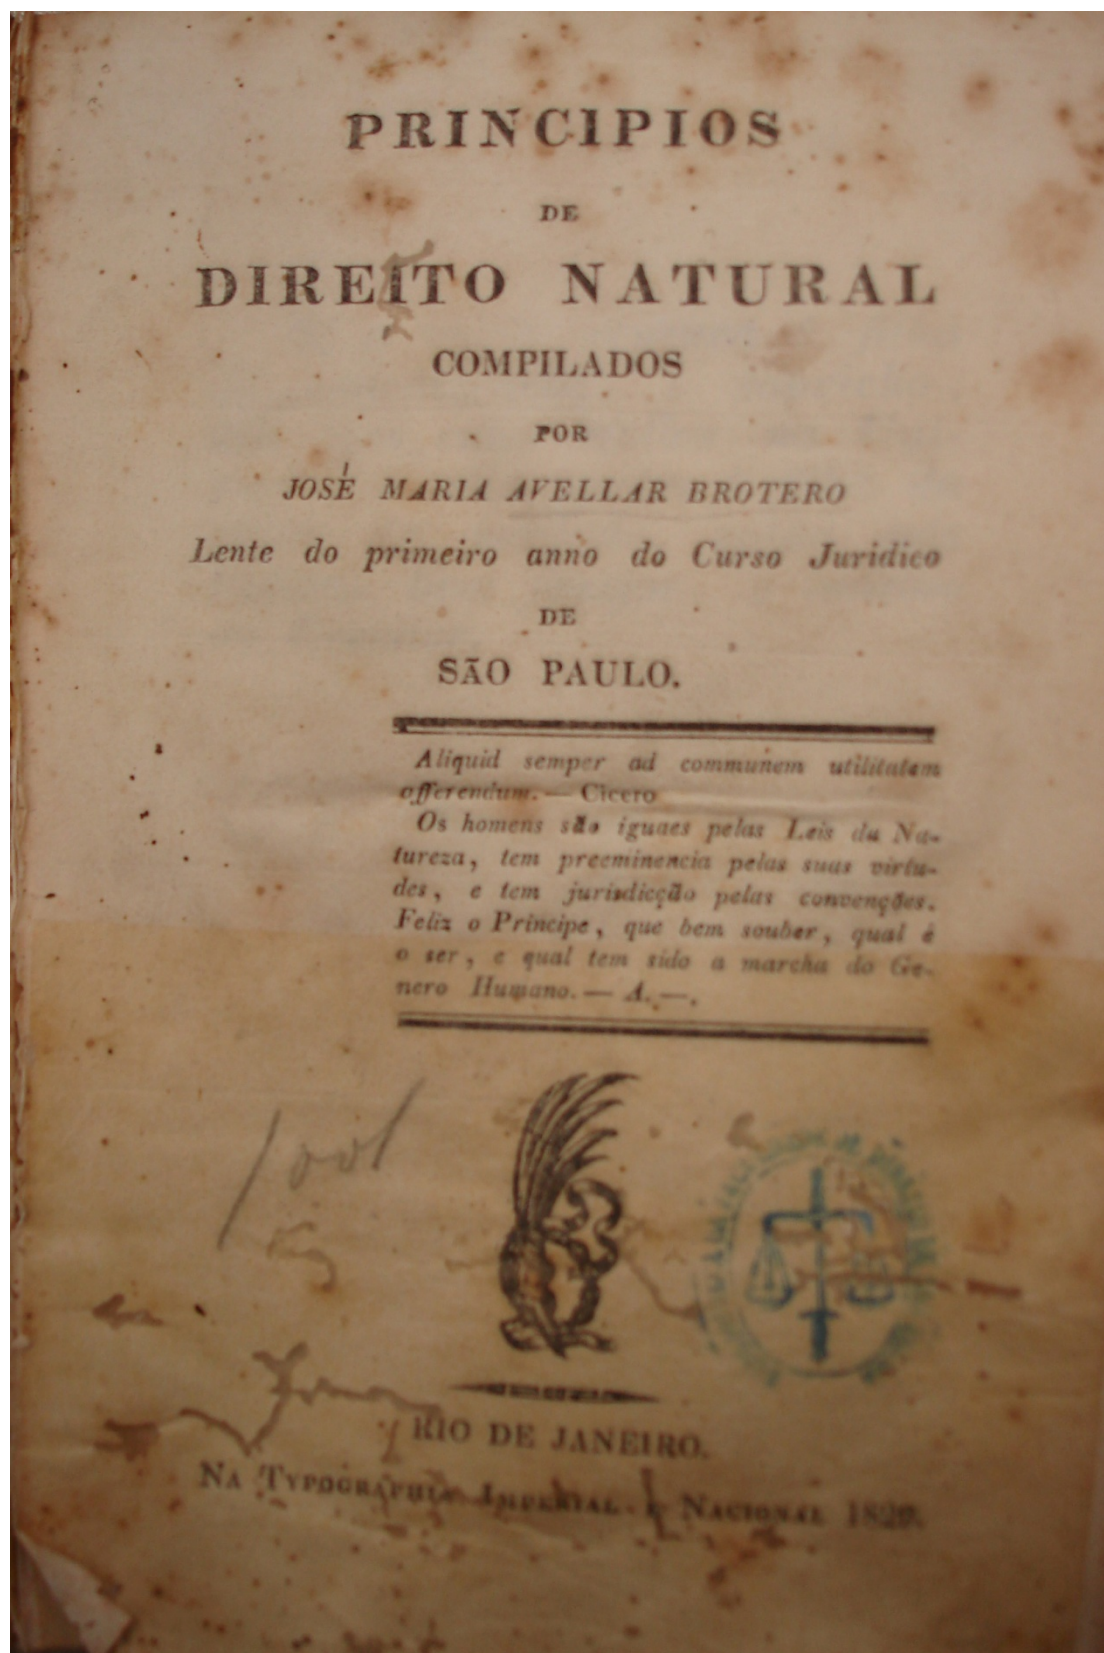 PRINCIPIOS
DE
DIREITO NATURAL
COMPILADOS
POR
JOSÉ MARIA AVELLAR BROTERO
Lente do primeiro anno do Curso Juridico
DE
SÃO PAULO.
Aliquid semper ad communem utilitatem
afferendum. — Cicero
Os homens são iguaes pelas Leis da Na-
tureza, tem preeminencia pelas suas virtu-
des, e tem jurisdicção pelas convenções.
Feliz o Principe, que bem souber, qual é
o ser, e qual tem sido a marcha do Ge-
nero Humano. — A. —.
RIO DE JANEIRO.
NA TYPOGRAPHIA IMPERIAL E NACIONAL 1829.